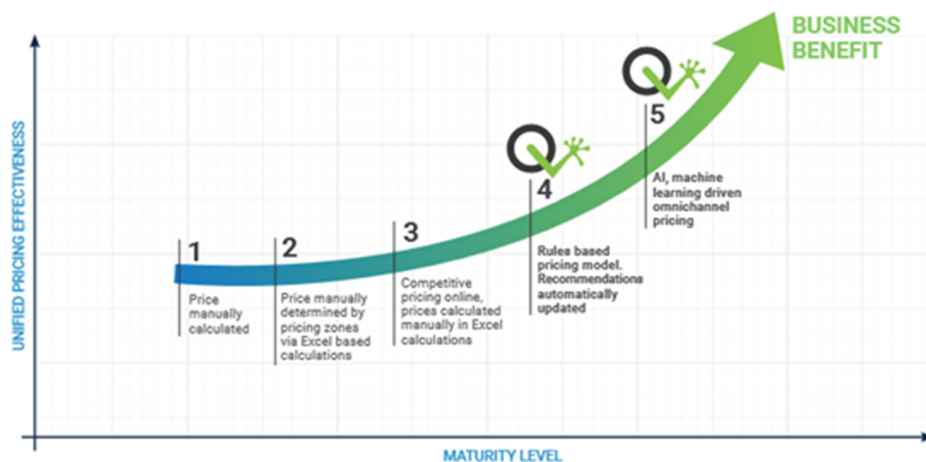 BUSINESS
BENEFIT
UNIFIED PRICING EFFECTIVENESS
1
Price
manually
calculated
2
Price manually
determined by
pricing zones
via Excel based
calculations
3
Competitive
pricing online,
prices calculated
manually in Excel
calculations
4
Rules based
pricing model.
Recommendations
automatically
updated
5
AI, machine
learning driven
omnichannel
pricing
MATURITY LEVEL